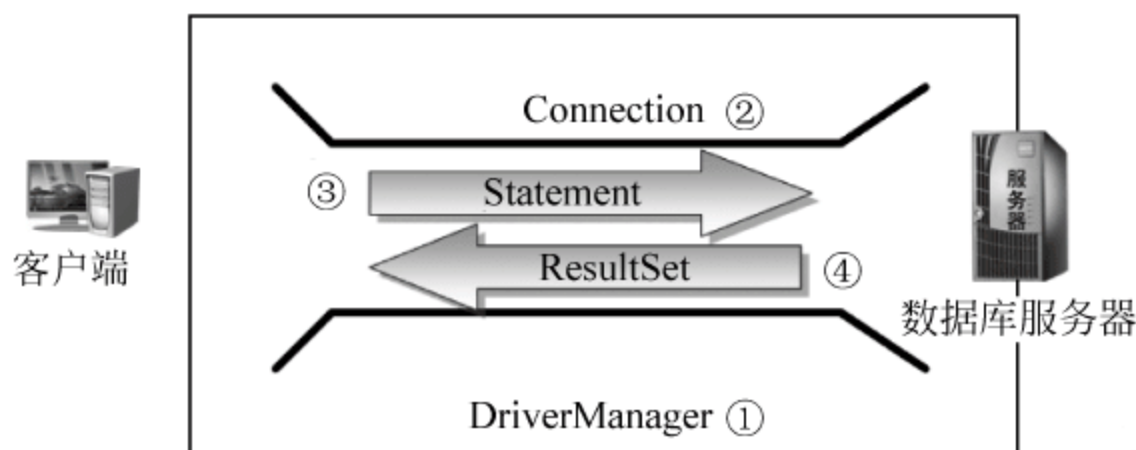 Connection ②
③ Statement
ResultSet ④
服务器
客户端
数据库服务器
DriverManager ①